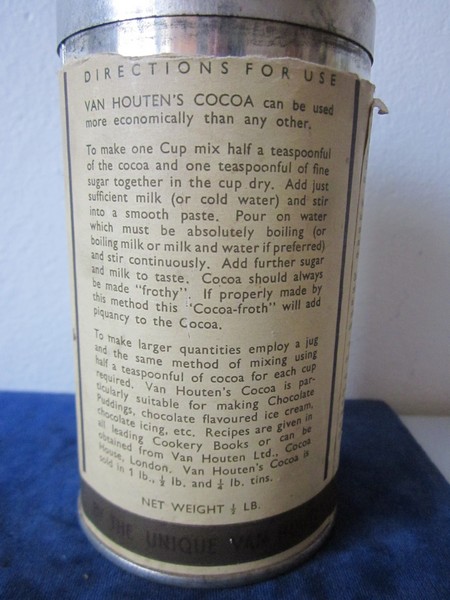 DIRECTIONS FOR USE
VAN HOUTEN'S COCOA can be used
more economically than any other.
To make one Cup mix half a teaspoonful
of the cocoa and one teaspoonful of fine
sugar together in the cup dry. Add just
sufficient milk (or cold water) and stir
into a smooth paste. Pour on water
which must be absolutely boiling (or
boiling milk or milk and water if preferred)
and stir continuously. Add further sugar
and milk to taste. Cocoa should always
be made "frothy". If properly made by
this method this "Cocoa-froth" will add
piquancy to the Cocoa.
To make larger quantities employ a jug
and the same method of mixing using
half a teaspoonful of cocoa for each cup
required. Van Houten's Cocoa is par-
ticularly suitable for making Chocolate
Puddings, chocolate flavoured ice cream,
chocolate icing, etc. Recipes are given in
all leading Cookery Books or can be
obtained from Van Houten Ltd., Cocoa
House, London. Van Houten's Cocoa is
sold in 1 lb., ½ lb. and ¼ lb. tins.
NET WEIGHT ½ LB.
THE UNIQUE VAN